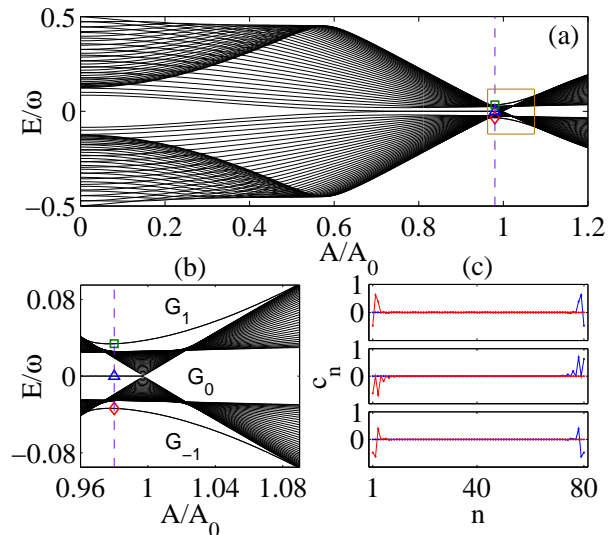 0.5
(a)
E/ω
0
−0.5
0 0.2 0.4 0.6 0.8 1 1.2
A/A₀
(b)
(c)
0.08
G₁
E/ω
0
G₀
G₋₁
−0.08
0.96 1 1.04 1.08
A/A₀
1
0
1
0
cₙ
1
0
1 40 80
n